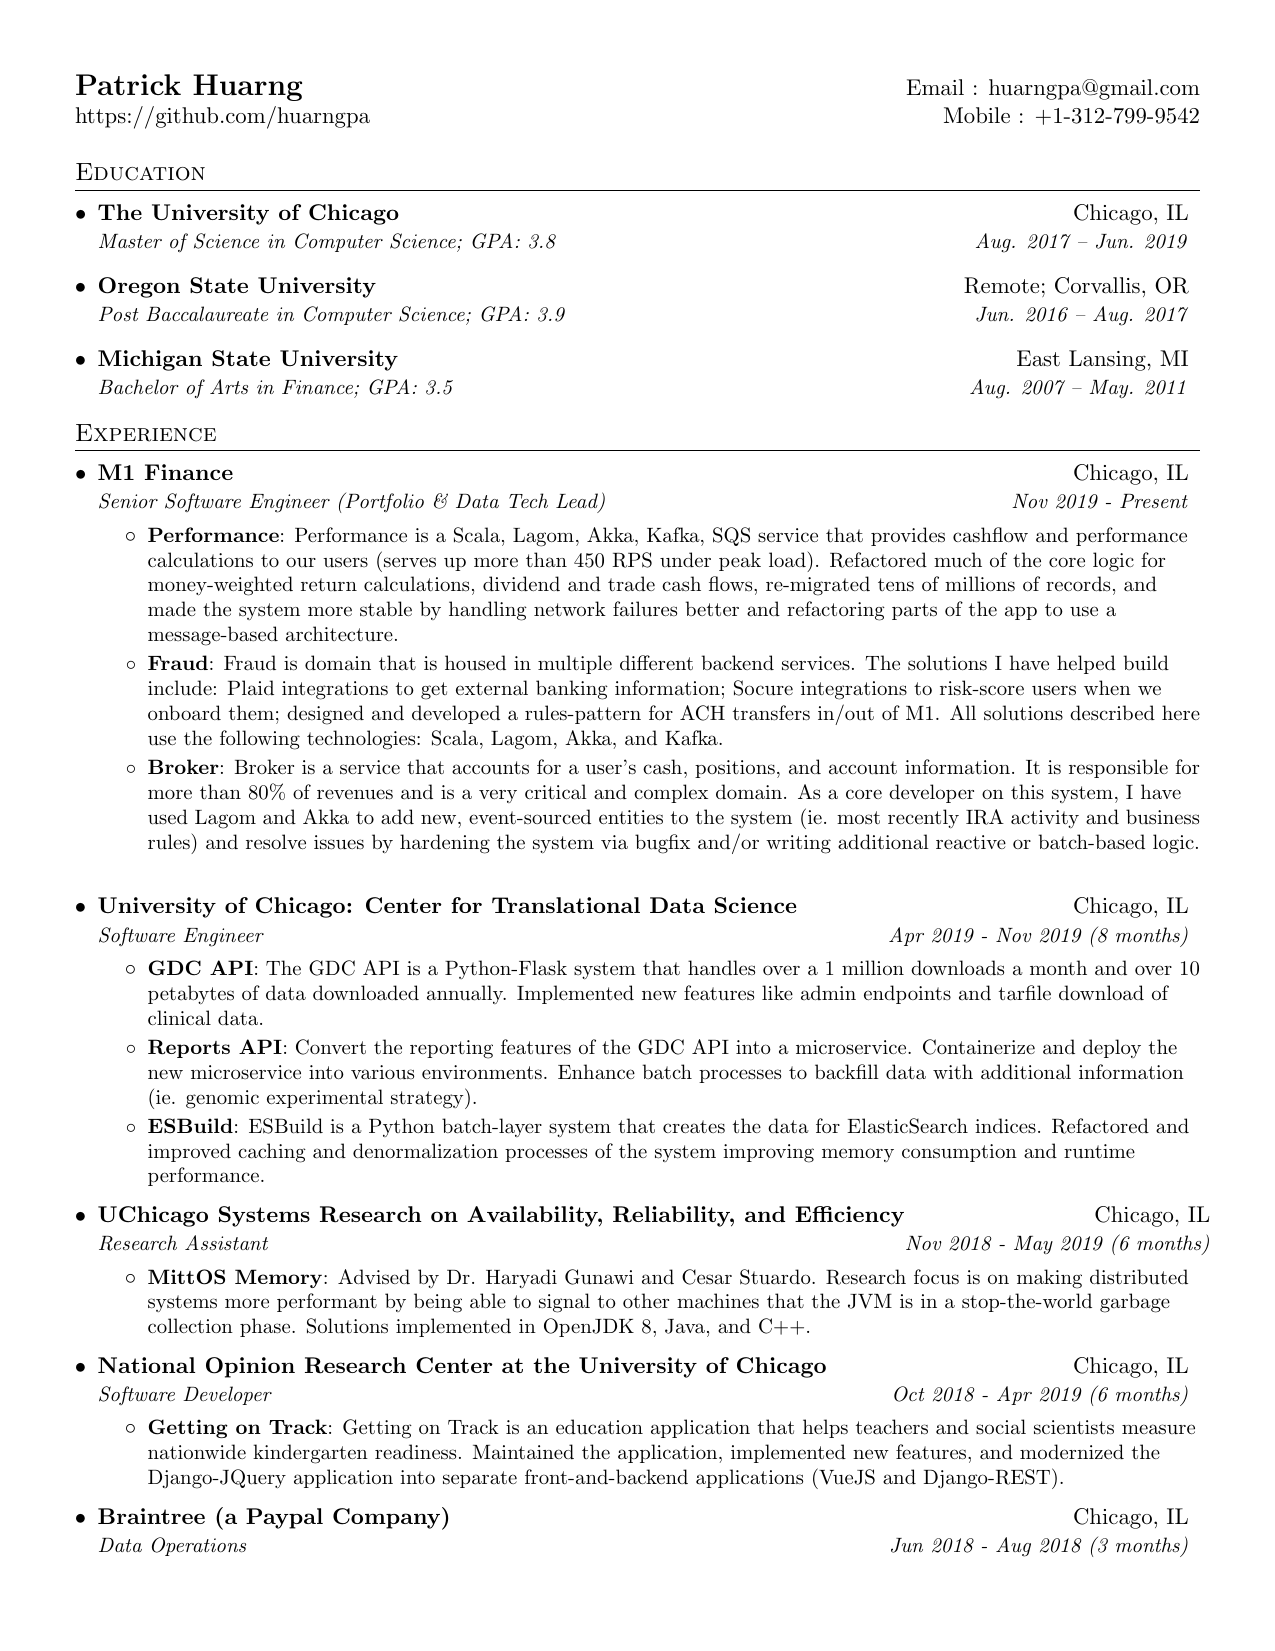 Patrick Huarng Email : huarngpa@gmail.com
https://github.com/huarngpa Mobile : +1-312-799-9542
Education
• The University of Chicago Chicago, IL
Master of Science in Computer Science; GPA: 3.8 Aug. 2017 – Jun. 2019
• Oregon State University Remote; Corvallis, OR
Post Baccalaureate in Computer Science; GPA: 3.9 Jun. 2016 – Aug. 2017
• Michigan State University East Lansing, MI
Bachelor of Arts in Finance; GPA: 3.5 Aug. 2007 – May. 2011
Experience
• M1 Finance Chicago, IL
Senior Software Engineer (Portfolio & Data Tech Lead) Nov 2019 - Present
◦ Performance: Performance is a Scala, Lagom, Akka, Kafka, SQS service that provides cashflow and performance
calculations to our users (serves up more than 450 RPS under peak load). Refactored much of the core logic for
money-weighted return calculations, dividend and trade cash flows, re-migrated tens of millions of records, and
made the system more stable by handling network failures better and refactoring parts of the app to use a
message-based architecture.
◦ Fraud: Fraud is domain that is housed in multiple different backend services. The solutions I have helped build
include: Plaid integrations to get external banking information; Socure integrations to risk-score users when we
onboard them; designed and developed a rules-pattern for ACH transfers in/out of M1. All solutions described here
use the following technologies: Scala, Lagom, Akka, and Kafka.
◦ Broker: Broker is a service that accounts for a user's cash, positions, and account information. It is responsible for
more than 80% of revenues and is a very critical and complex domain. As a core developer on this system, I have
used Lagom and Akka to add new, event-sourced entities to the system (ie. most recently IRA activity and business
rules) and resolve issues by hardening the system via bugfix and/or writing additional reactive or batch-based logic.
• University of Chicago: Center for Translational Data Science Chicago, IL
Software Engineer Apr 2019 - Nov 2019 (8 months)
◦ GDC API: The GDC API is a Python-Flask system that handles over a 1 million downloads a month and over 10
petabytes of data downloaded annually. Implemented new features like admin endpoints and tarfile download of
clinical data.
◦ Reports API: Convert the reporting features of the GDC API into a microservice. Containerize and deploy the
new microservice into various environments. Enhance batch processes to backfill data with additional information
(ie. genomic experimental strategy).
◦ ESBuild: ESBuild is a Python batch-layer system that creates the data for ElasticSearch indices. Refactored and
improved caching and denormalization processes of the system improving memory consumption and runtime
performance.
• UChicago Systems Research on Availability, Reliability, and Efficiency Chicago, IL
Research Assistant Nov 2018 - May 2019 (6 months)
◦ MittOS Memory: Advised by Dr. Haryadi Gunawi and Cesar Stuardo. Research focus is on making distributed
systems more performant by being able to signal to other machines that the JVM is in a stop-the-world garbage
collection phase. Solutions implemented in OpenJDK 8, Java, and C++.
• National Opinion Research Center at the University of Chicago Chicago, IL
Software Developer Oct 2018 - Apr 2019 (6 months)
◦ Getting on Track: Getting on Track is an education application that helps teachers and social scientists measure
nationwide kindergarten readiness. Maintained the application, implemented new features, and modernized the
Django-JQuery application into separate front-and-backend applications (VueJS and Django-REST).
• Braintree (a Paypal Company) Chicago, IL
Data Operations Jun 2018 - Aug 2018 (3 months)